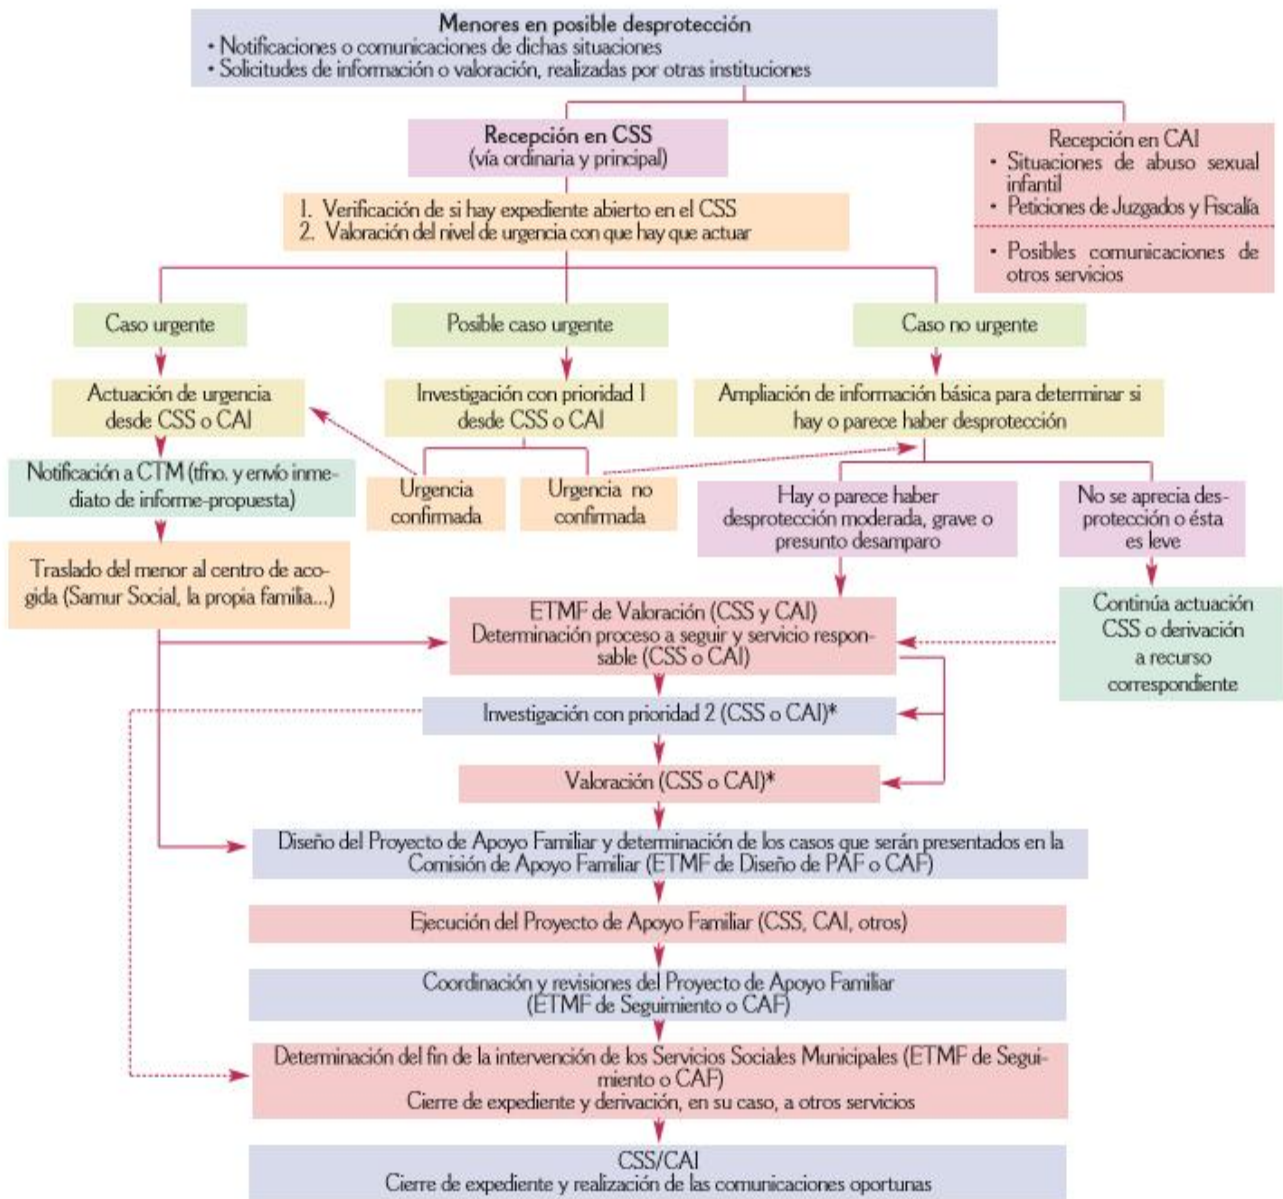 Menores en posible desprotección
• Notificaciones o comunicaciones de dichas situaciones
• Solicitudes de información o valoración, realizadas por otras instituciones
Recepción en CSS
(vía ordinaria y principal)
Recepción en CAI
• Situaciones de abuso sexual
infantil
• Peticiones de Juzgados y Fiscalía
• Posibles comunicaciones de
otros servicios
1. Verificación de si hay expediente abierto en el CSS
2. Valoración del nivel de urgencia con que hay que actuar
Caso urgente
Posible caso urgente
Caso no urgente
Actuación de urgencia
desde CSS o CAI
Investigación con prioridad 1
desde CSS o CAI
Ampliación de información básica para determinar si
hay o parece haber desprotección
Notificación a CTM (tfno. y envío inme-
diato de informe-propuesta)
Urgencia
confirmada
Urgencia no
confirmada
Hay o parece haber
desprotección moderada, grave o
presunto desamparo
No se aprecia des-
protección o ésta
es leve
Traslado del menor al centro de aco-
gida (Samur Social, la propia familia...)
ETMF de Valoración (CSS y CAI)
Determinación proceso a seguir y servicio respon-
sable (CSS o CAI)
Continúa actuación
CSS o derivación
a recurso
correspondiente
Investigación con prioridad 2 (CSS o CAI)*
Valoración (CSS o CAI)*
Diseño del Proyecto de Apoyo Familiar y determinación de los casos que serán presentados en la
Comisión de Apoyo Familiar (ETMF de Diseño de PAF o CAF)
Ejecución del Proyecto de Apoyo Familiar (CSS, CAI, otros)
Coordinación y revisiones del Proyecto de Apoyo Familiar
(ETMF de Seguimiento o CAF)
Determinación del fin de la intervención de los Servicios Sociales Municipales (ETMF de Segui-
miento o CAF)
Cierre de expediente y derivación, en su caso, a otros servicios
CSS/CAI
Cierre de expediente y realización de las comunicaciones oportunas